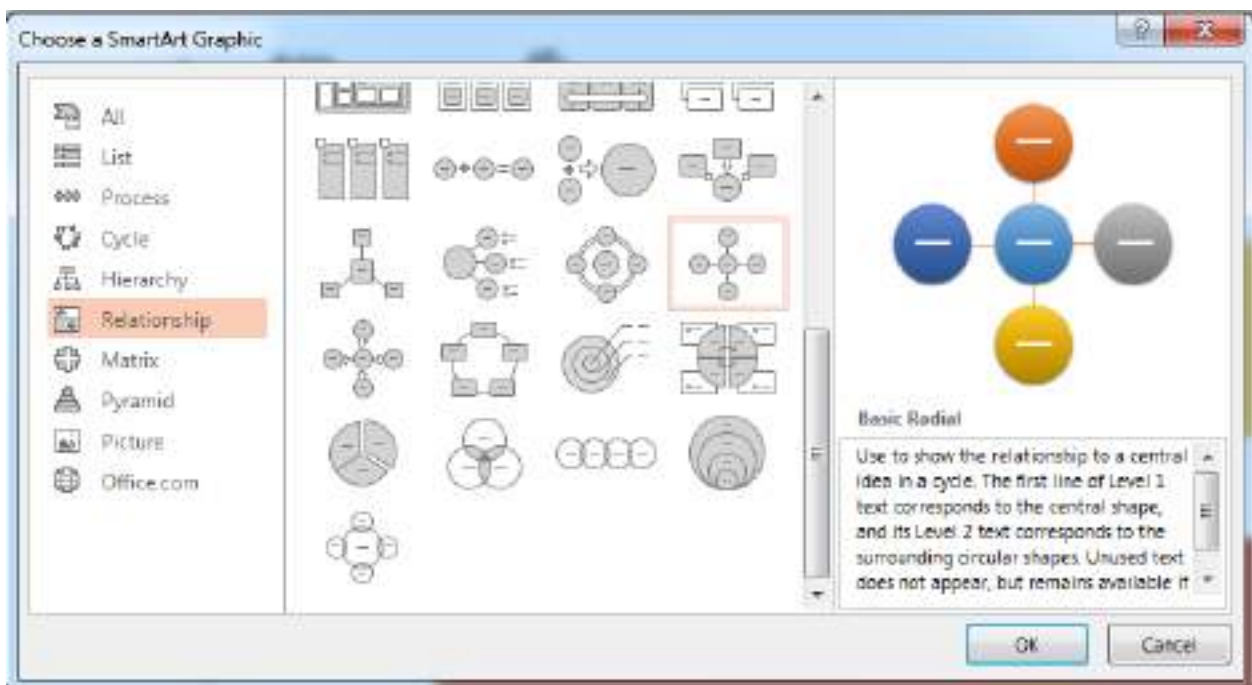 Choose a SmartArt Graphic
All
List
Process
Cycle
Hierarchy
Relationship
Matrix
Pyramid
Picture
Office.com
Basic Radial
Use to show the relationship to a central
idea in a cycle. The first line of Level 1
text corresponds to the central shape,
and its Level 2 text corresponds to the
surrounding circular shapes. Unused text
does not appear, but remains available if
OK
Cancel